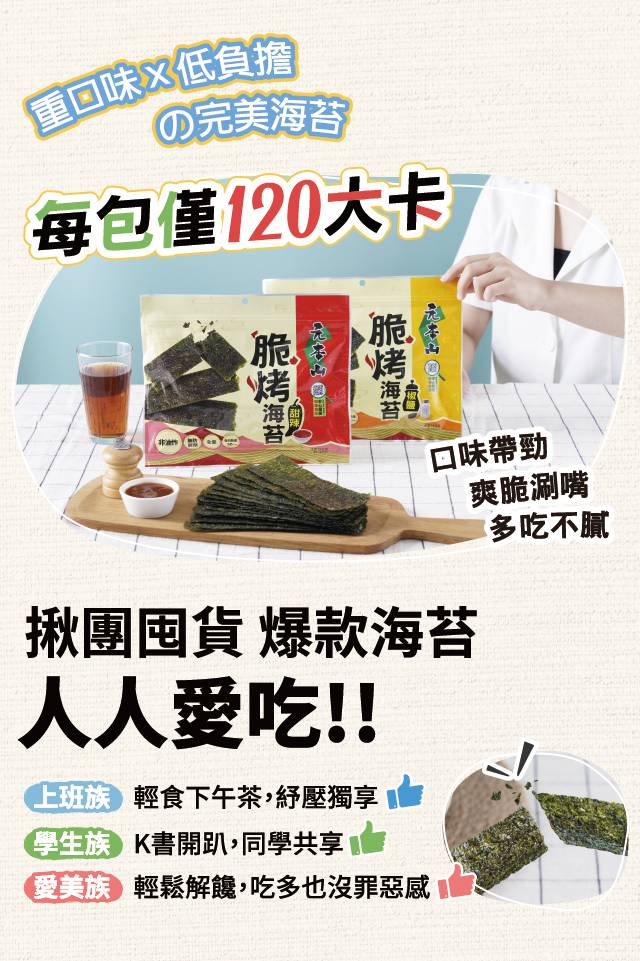 重口味×低負擔
の完美海苔
每包僅120大卡
元本山
脆烤海苔
甜辣
非油炸
元本山
脆烤海苔
椒鹽
口味帶勁
爽脆涮嘴
多吃不膩
揪團囤貨 爆款海苔
人人愛吃!!
上班族 輕食下午茶,紓壓獨享
學生族 K書開趴,同學共享
愛美族 輕鬆解饞,吃多也沒罪惡感